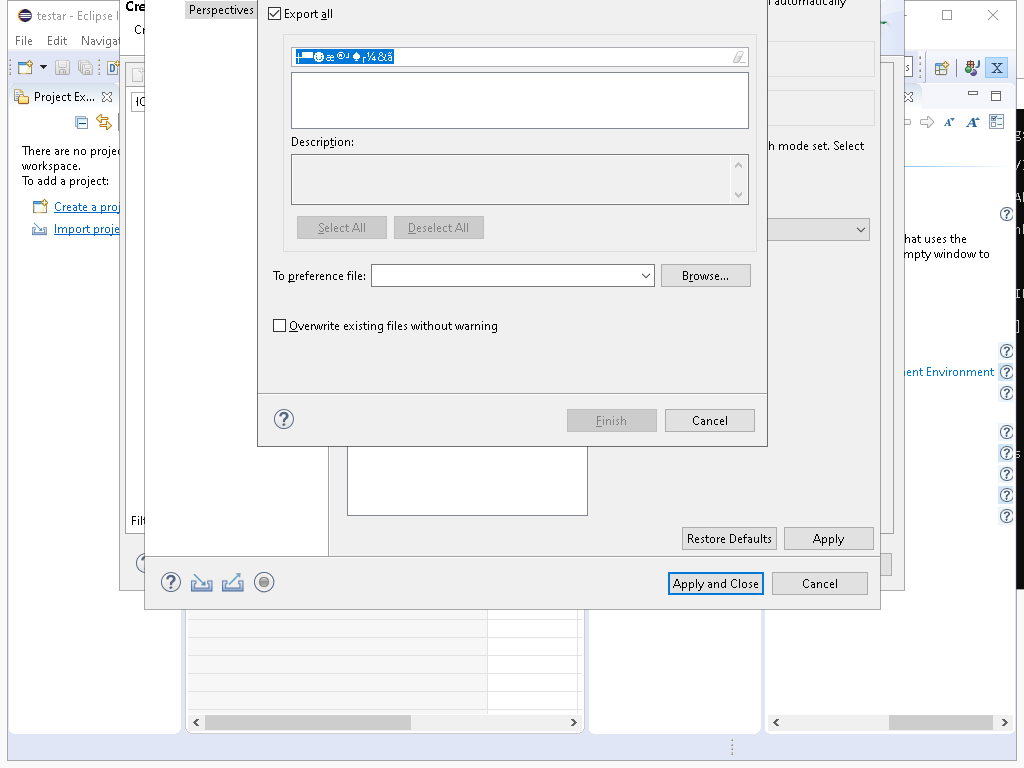 testar - Eclipse I
File Edit Navigat
Project Ex...
There are no projec
workspace.
To add a project:
Create a proj
Import proje
Cre
Cr
Filt
Perspectives
automatically
Export all
Description:
Select All
Deselect All
To preference file:
Browse...
Overwrite existing files without warning
Finish
Cancel
h mode set. Select
Restore Defaults
Apply
Apply and Close
Cancel
hat uses the
mpty window to
ent Environment